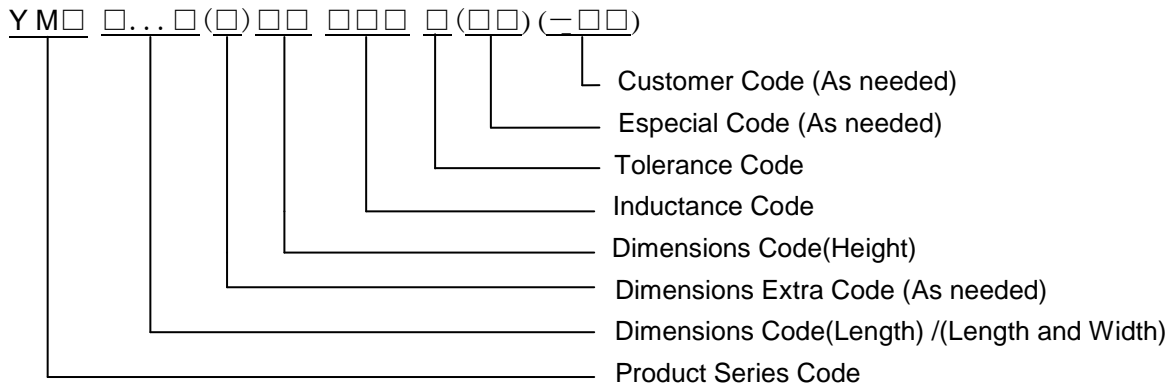 YM□ □...□(□)□□ □□□ □(□□)(-□□)
Customer Code (As needed)
Especial Code (As needed)
Tolerance Code
Inductance Code
Dimensions Code(Height)
Dimensions Extra Code (As needed)
Dimensions Code(Length) /(Length and Width)
Product Series Code